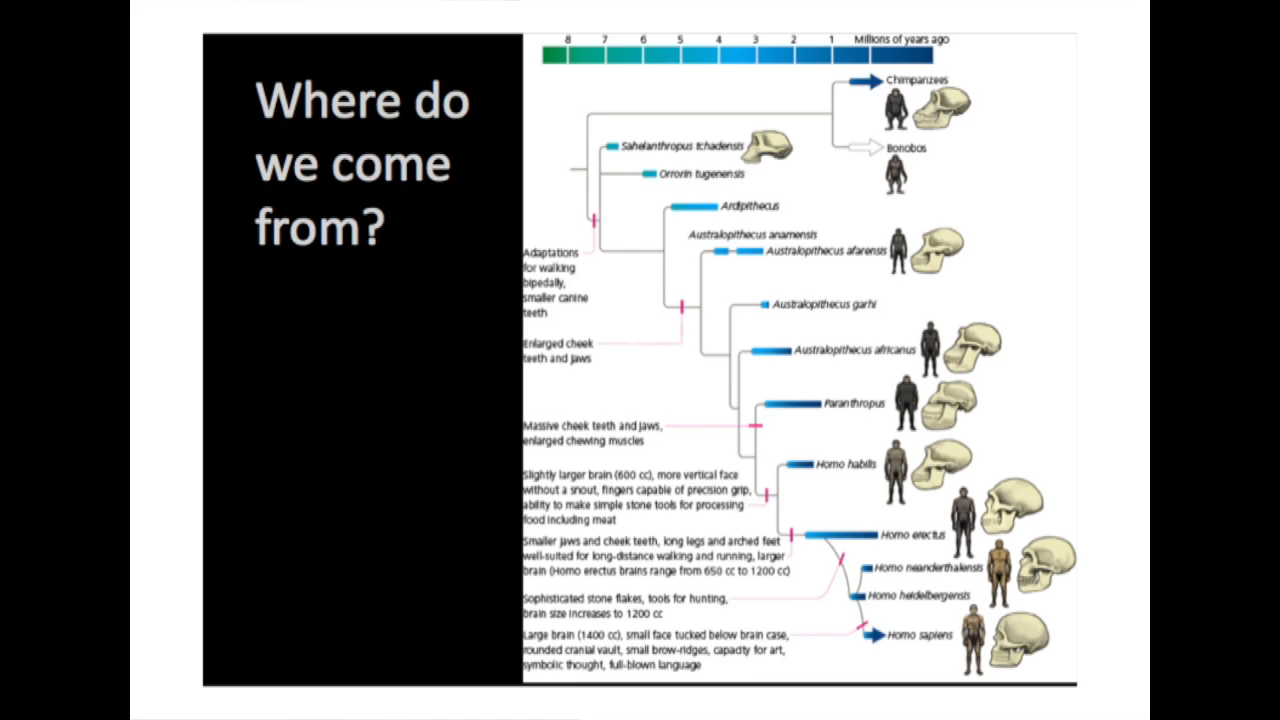 Where do
we come
from?
8 7 6 5 4 3 2 1 Millions of years ago
Chimpanzees
Sahelanthropus tchadensis
Bonobos
Orrorin tugenensis
Ardipithecus
Australopithecus anamensis
Australopithecus afarensis
Adaptations
for walking
bipedally,
smaller canine
teeth
Australopithecus garhi
Enlarged cheek
teeth and jaws
Australopithecus africanus
Paranthropus
Massive cheek teeth and jaws,
enlarged chewing muscles
Homo habilis
Slightly larger brain (600 cc), more vertical face
without a snout, fingers capable of precision grip,
ability to make simple stone tools for processing
food including meat
Homo erectus
Smaller jaws and cheek teeth, long legs and arched feet
well-suited for long-distance walking and running, larger
brain (Homo erectus brains range from 650 cc to 1200 cc)
Homo neanderthalensis
Homo heidelbergensis
Sophisticated stone flakes, tools for hunting,
brain size increases to 1200 cc
Homo sapiens
Large brain (1400 cc), small face tucked below brain case,
rounded cranial vault, small brow-ridges, capacity for art,
symbolic thought, full-blown language